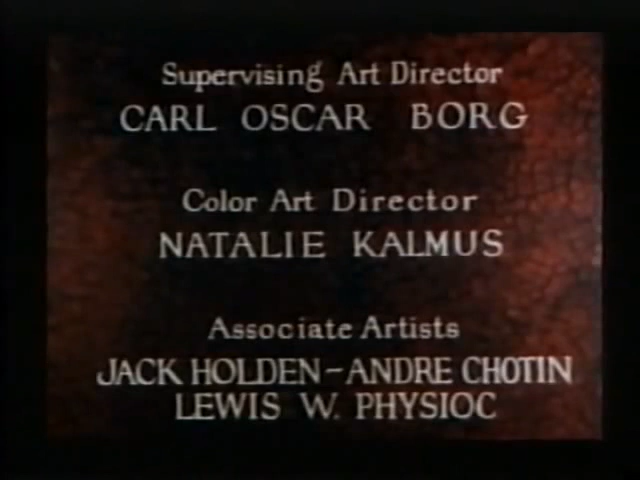 Supervising Art Director
CARL OSCAR BORG
Color Art Director
NATALIE KALMUS
Associate Artists
JACK HOLDEN-ANDRE CHOTIN
LEWIS W. PHYSIOC